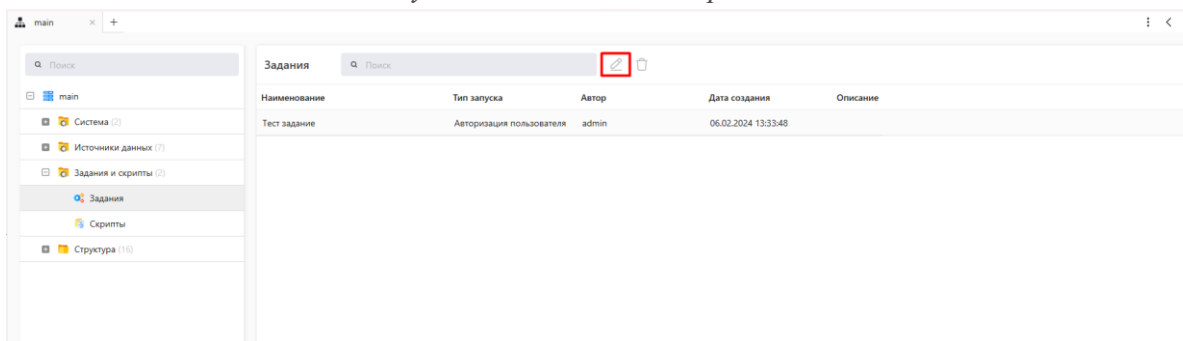 main × +
Поиск
main
Система (2)
Источники данных (7)
Задания и скрипты (2)
Задания
Скрипты
Структура (16)
Задания Поиск
Наименование Тип запуска Автор Дата создания Описание
Тест задание Авторизация пользователя admin 06.02.2024 13:33:48